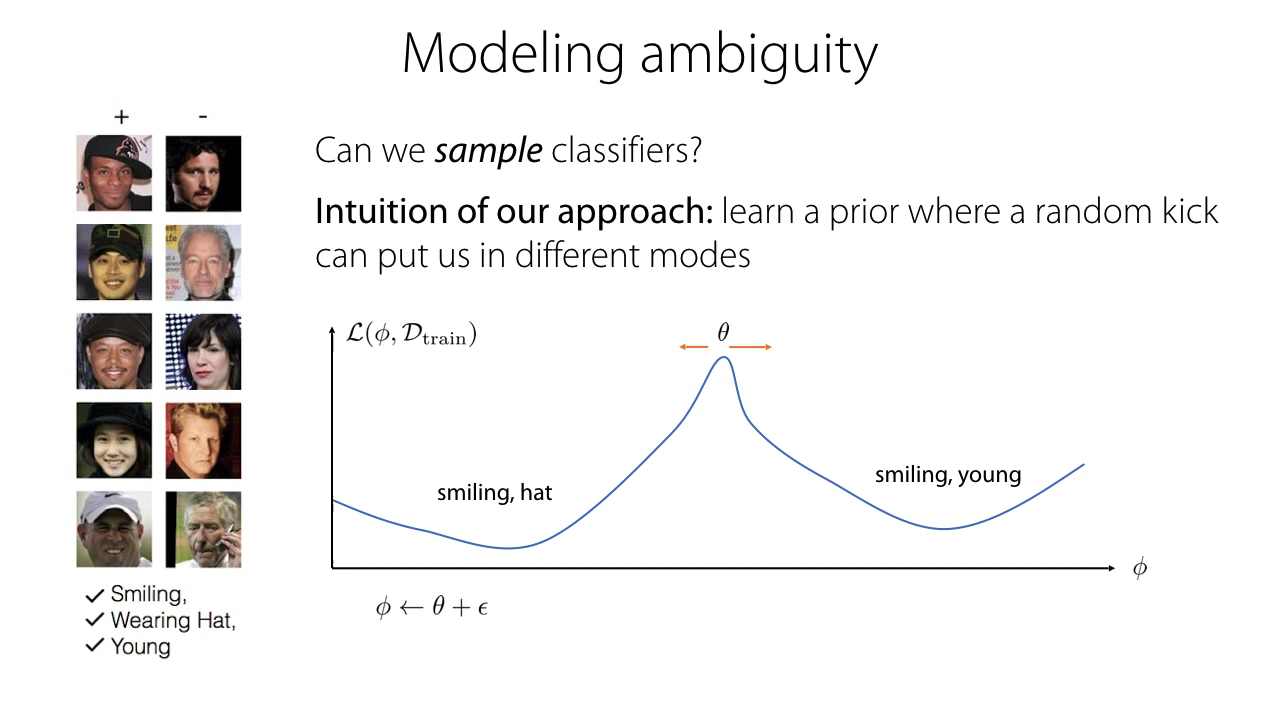 Modeling ambiguity
+ -
Can we sample classifiers?
Intuition of our approach: learn a prior where a random kick
can put us in different modes
ℒ(ϕ, 𝒟train)
θ
smiling, hat
smiling, young
ϕ
ϕ ← θ + ϵ
✓ Smiling,
✓ Wearing Hat,
✓ Young